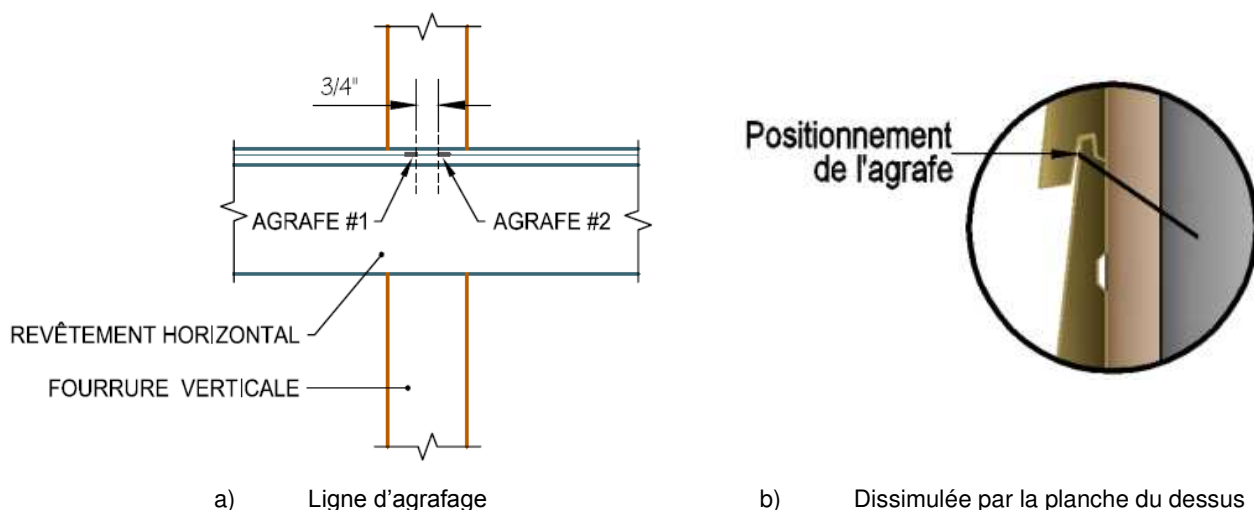 3/4"
AGRAFE #1
AGRAFE #2
REVÊTEMENT HORIZONTAL
FOURRURE VERTICALE
a) Ligne d'agrafage
Positionnement
de l'agrafe
b) Dissimulée par la planche du dessus